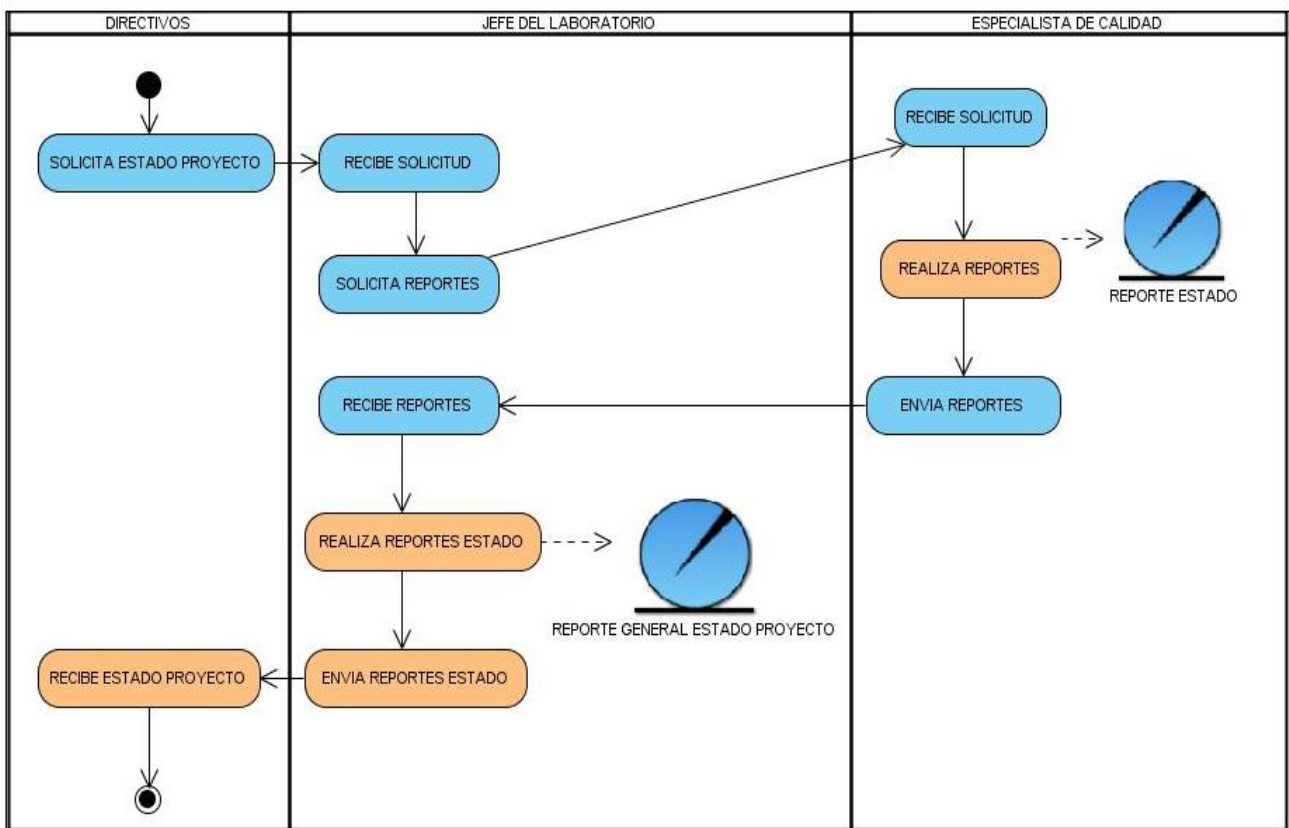 DIRECTIVOS
JEFE DEL LABORATORIO
ESPECIALISTA DE CALIDAD
SOLICITA ESTADO PROYECTO
RECIBE SOLICITUD
SOLICITA REPORTES
RECIBE SOLICITUD
REALIZA REPORTES
REPORTE ESTADO
ENVIA REPORTES
RECIBE REPORTES
REALIZA REPORTES ESTADO
REPORTE GENERAL ESTADO PROYECTO
ENVIA REPORTES ESTADO
RECIBE ESTADO PROYECTO